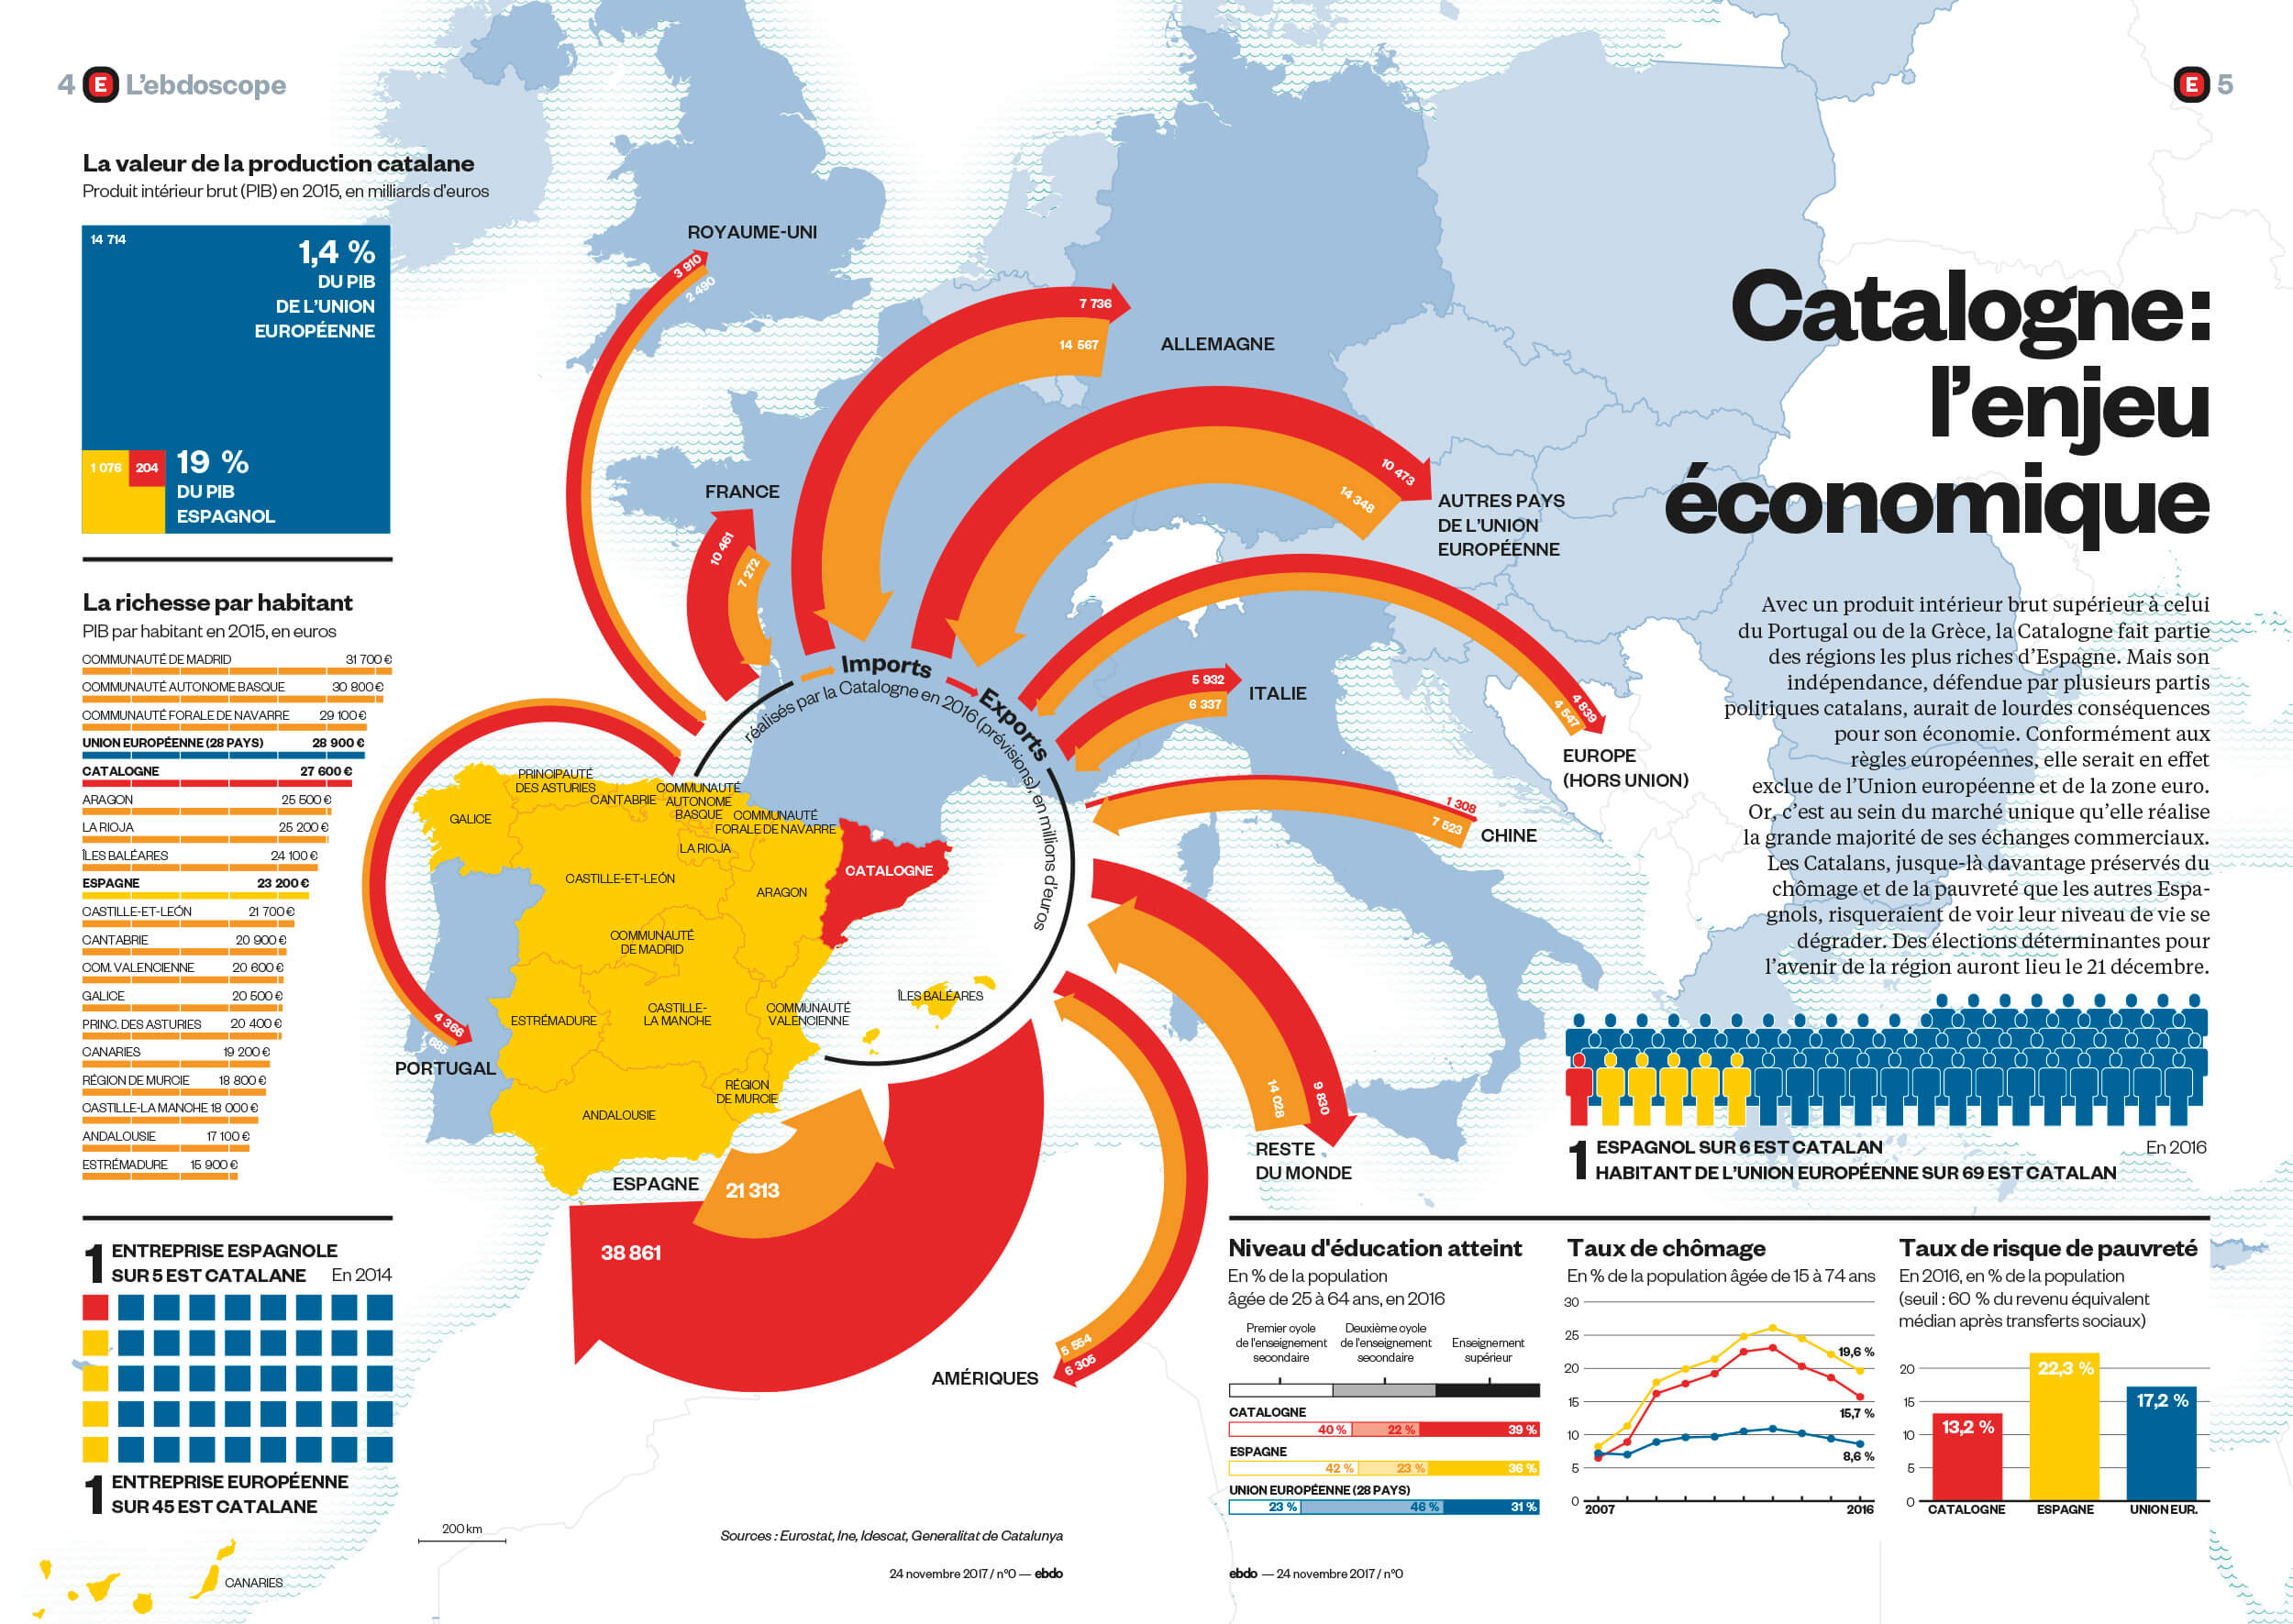 4 E L'ebdoscope
E 5
La valeur de la production catalane
Produit intérieur brut (PIB) en 2015, en milliards d'euros
14 714
1,4 %
DU PIB
DE L'UNION
EUROPÉENNE
1 076
204
19 %
DU PIB
ESPAGNOL
La richesse par habitant
PIB par habitant en 2015, en euros
COMMUNAUTÉ DE MADRID 31 700 €
COMMUNAUTÉ AUTONOME BASQUE 30 800 €
COMMUNAUTÉ FORALE DE NAVARRE 29 100 €
UNION EUROPÉENNE (28 PAYS) 28 900 €
CATALOGNE 27 600 €
ARAGON 25 500 €
LA RIOJA 25 200 €
ÎLES BALÉARES 24 100 €
ESPAGNE 23 200 €
CASTILLE-ET-LEÓN 21 700 €
CANTABRIE 20 900 €
COM. VALENCIENNE 20 600 €
GALICE 20 500 €
PRINC. DES ASTURIES 20 400 €
CANARIES 19 200 €
RÉGION DE MURCIE 18 800 €
CASTILLE-LA MANCHE 18 000 €
ANDALOUSIE 17 100 €
ESTRÉMADURE 15 900 €
1 ENTREPRISE ESPAGNOLE
SUR 5 EST CATALANE En 2014
1 ENTREPRISE EUROPÉENNE
SUR 45 EST CATALANE
CANARIES
200 km
ROYAUME-UNI
3 910
2 490
FRANCE
10 461
7 272
ALLEMAGNE
7 736
14 567
AUTRES PAYS
DE L'UNION
EUROPÉENNE
10 473
14 348
ITALIE
5 932
6 337
EUROPE
(HORS UNION)
4 839
4 547
CHINE
1 308
7 523
RESTE
DU MONDE
9 830
14 028
AMÉRIQUES
5 554
6 305
ESPAGNE
21 313
38 861
PORTUGAL
4 366
685
Imports
Exports
réalisés par la Catalogne en 2016 (prévisions), en millions d'euros
GALICE
PRINCIPAUTÉ
DES ASTURIES
CANTABRIE
COMMUNAUTÉ
AUTONOME
BASQUE
COMMUNAUTÉ
FORALE DE NAVARRE
LA RIOJA
CATALOGNE
CASTILLE-ET-LEÓN
ARAGON
COMMUNAUTÉ
DE MADRID
ESTRÉMADURE
CASTILLE-
LA MANCHE
COMMUNAUTÉ
VALENCIENNE
ÎLES BALÉARES
RÉGION
DE MURCIE
ANDALOUSIE
Catalogne:
l'enjeu
économique
Avec un produit intérieur brut supérieur à celui
du Portugal ou de la Grèce, la Catalogne fait partie
des régions les plus riches d'Espagne. Mais son
indépendance, défendue par plusieurs partis
politiques catalans, aurait de lourdes conséquences
pour son économie. Conformément aux
règles européennes, elle serait en effet
exclue de l'Union européenne et de la zone euro.
Or, c'est au sein du marché unique qu'elle réalise
la grande majorité de ses échanges commerciaux.
Les Catalans, jusque-là davantage préservés du
chômage et de la pauvreté que les autres Espa-
gnols, risqueraient de voir leur niveau de vie se
dégrader. Des élections déterminantes pour
l'avenir de la région auront lieu le 21 décembre.
1 ESPAGNOL SUR 6 EST CATALAN En 2016
HABITANT DE L'UNION EUROPÉENNE SUR 69 EST CATALAN
Niveau d'éducation atteint
En % de la population
âgée de 25 à 64 ans, en 2016
Premier cycle
de l'enseignement
secondaire
Deuxième cycle
de l'enseignement
secondaire
Enseignement
supérieur
CATALOGNE
40 % 22 % 39 %
ESPAGNE
42 % 23 % 36 %
UNION EUROPÉENNE (28 PAYS)
23 % 46 % 31 %
Taux de chômage
En % de la population âgée de 15 à 74 ans
30
25
20
15
10
5
0
19,6 %
15,7 %
8,6 %
2007 2016
Taux de risque de pauvreté
En 2016, en % de la population
(seuil : 60 % du revenu équivalent
médian après transferts sociaux)
20
15
10
5
0
13,2 %
22,3 %
17,2 %
CATALOGNE ESPAGNE UNION EUR.
Sources : Eurostat, Ine, Idescat, Generalitat de Catalunya
24 novembre 2017 / n°0 — ebdo
ebdo — 24 novembre 2017 / n°0